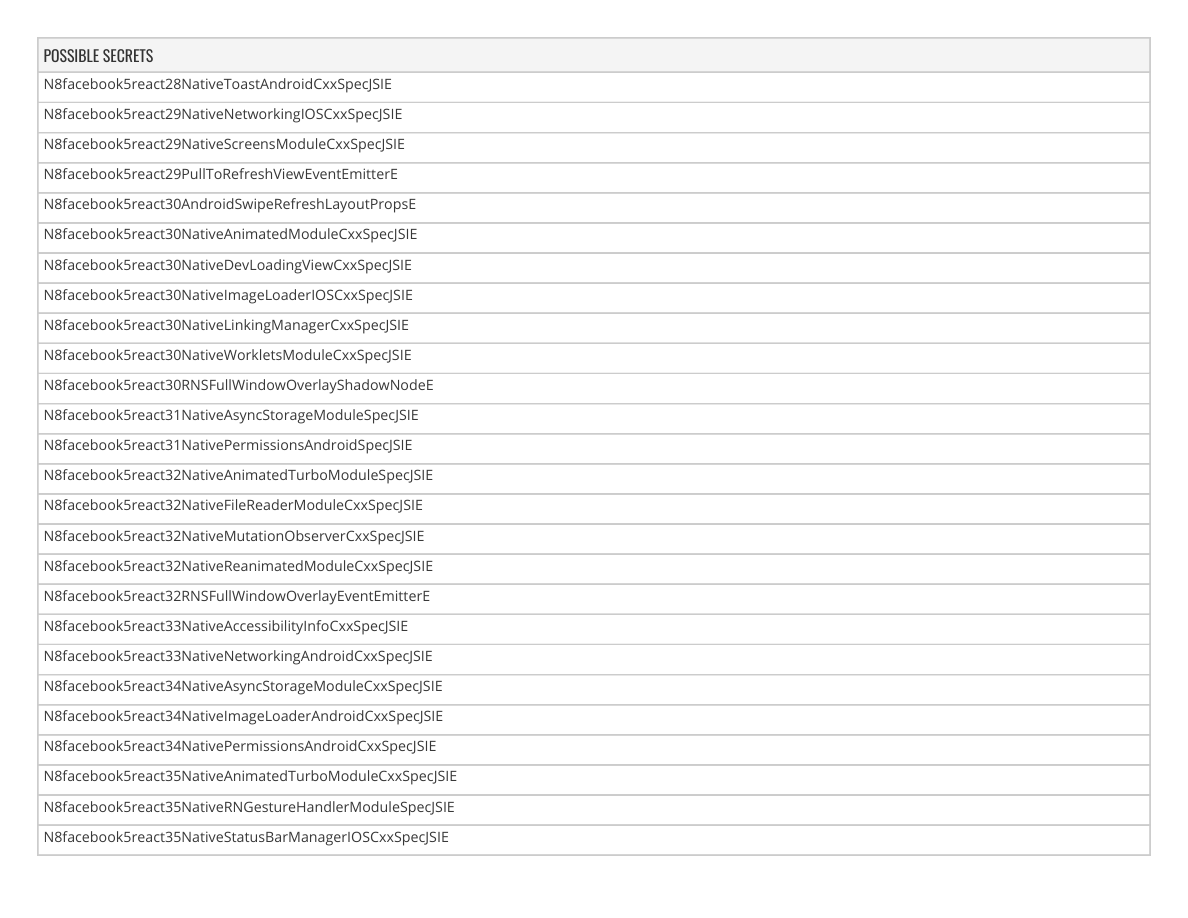 POSSIBLE SECRETS
N8facebook5react28NativeToastAndroidCxxSpecJSIE
N8facebook5react29NativeNetworkingIOSCxxSpecJSIE
N8facebook5react29NativeScreensModuleCxxSpecJSIE
N8facebook5react29PullToRefreshViewEventEmitterE
N8facebook5react30AndroidSwipeRefreshLayoutPropsE
N8facebook5react30NativeAnimatedModuleCxxSpecJSIE
N8facebook5react30NativeDevLoadingViewCxxSpecJSIE
N8facebook5react30NativeImageLoaderIOSCxxSpecJSIE
N8facebook5react30NativeLinkingManagerCxxSpecJSIE
N8facebook5react30NativeWorkletsModuleCxxSpecJSIE
N8facebook5react30RNSFullWindowOverlayShadowNodeE
N8facebook5react31NativeAsyncStorageModuleSpecJSIE
N8facebook5react31NativePermissionsAndroidSpecJSIE
N8facebook5react32NativeAnimatedTurboModuleSpecJSIE
N8facebook5react32NativeFileReaderModuleCxxSpecJSIE
N8facebook5react32NativeMutationObserverCxxSpecJSIE
N8facebook5react32NativeReanimatedModuleCxxSpecJSIE
N8facebook5react32RNSFullWindowOverlayEventEmitterE
N8facebook5react33NativeAccessibilityInfoCxxSpecJSIE
N8facebook5react33NativeNetworkingAndroidCxxSpecJSIE
N8facebook5react34NativeAsyncStorageModuleCxxSpecJSIE
N8facebook5react34NativeImageLoaderAndroidCxxSpecJSIE
N8facebook5react34NativePermissionsAndroidCxxSpecJSIE
N8facebook5react35NativeAnimatedTurboModuleCxxSpecJSIE
N8facebook5react35NativeRNGestureHandlerModuleSpecJSIE
N8facebook5react35NativeStatusBarManagerIOSCxxSpecJSIE